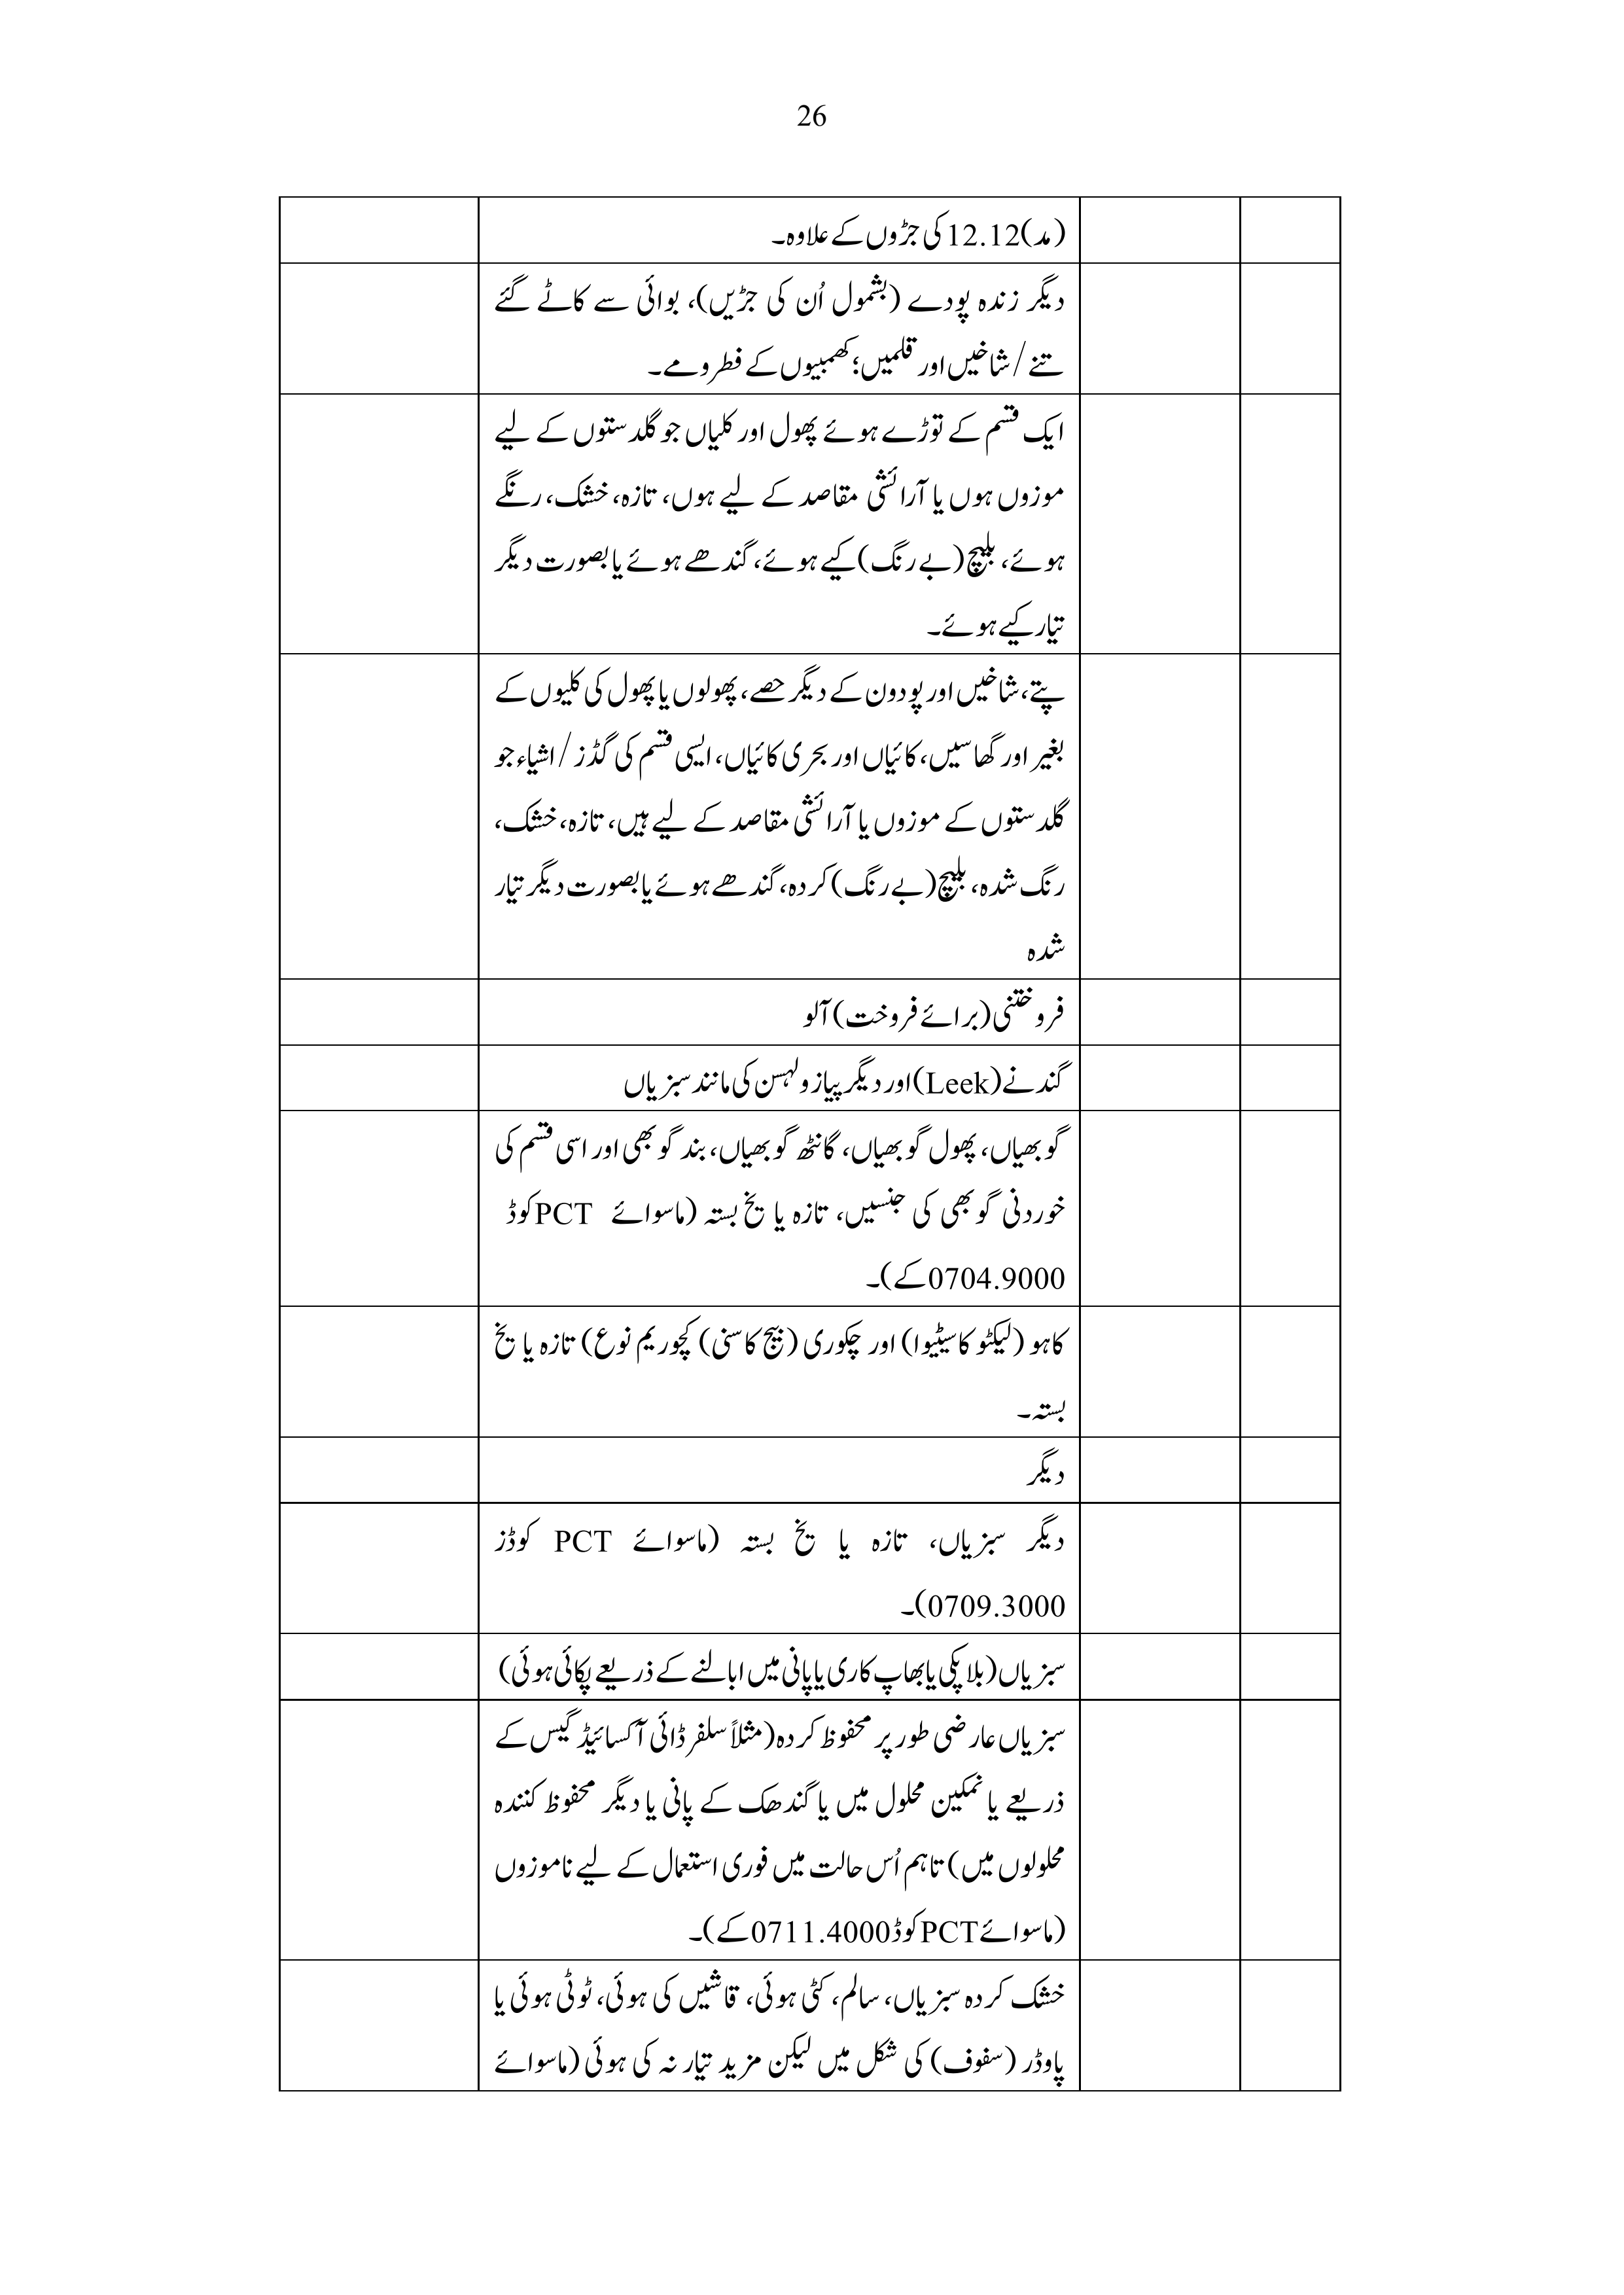 26
(مد)12.12 کی جڑوں کے علاوہ۔
دیگر زندہ پودے (بشمول اُن کی جڑیں)، بوائی سے کاٹے گئے
تنے/شاخیں اور قلمیں؛ کھمبیوں کے فطرومے۔
ایک قسم کے توڑے ہوئے پھول اور کلیاں جو گلدستوں کے لیے
موزوں ہوں یا آرائشی مقاصد کے لیے ہوں، تازہ، خشک، رنگے
ہوئے، بلیچ (بے رنگ) کیے ہوئے، گندھے ہوئے یا بصورت دیگر
تیار کیے ہوئے۔
پتے، شاخیں اور پودون کے دیگر حصے، پھولوں یا پھول کی کلیوں کے
بغیر اور گھاسیں، کائیاں اور بحری کائیاں، ایسی قسم کی گڈز/اشیاء جو
گلدستوں کے موزوں یا آرائشی مقاصد کے لیے ہیں، تازہ، خشک،
رنگ شدہ، بلیچ (بے رنگ) کردہ، گندھے ہوئے یا بصورت دیگر تیار
شدہ
فروختنی (برائے فروخت) آلو
گندنے (Leek) اور دیگر پیاز و لہسن کی مانند سبزیاں
گوبھیاں، پھول گوبھیاں، گانٹھ گوبھیاں، بند گوبھی اور اسی قسم کی
خوردنی گوبھی کی جنسیں، تازہ یا یخ بستہ (ماسوائے PCT کوڈ
0704.9000 کے)۔
کاہو (لیکٹو کاسیٹیوا) اور چکوری (بیج کاسنی) کچوریم نوع) تازہ یا یخ
بستہ۔
دیگر
دیگر سبزیاں، تازہ یا یخ بستہ (ماسوائے PCT کوڈز
0709.3000)۔
سبزیاں (بلا پکی یا بھاپ کاری یا پانی میں ابالنے کے ذریعے پکائی ہوئی)
سبزیاں عارضی طور پر محفوظ کردہ (مثلاً سلفر ڈائی آکسائیڈ گیس کے
ذریعے یا نمکین محلول میں یا گندھک کے پانی یا دیگر محفوظ کنندہ
محلولوں میں) تاہم اُس حالت میں فوری استعمال کے لیے ناموزوں
(ماسوائے PCT کوڈ 0711.4000 کے)۔
خشک کردہ سبزیاں، سالم، کٹی ہوئی، قاشیں کی ہوئی، ٹوٹی ہوئی یا
پاوڈر (سفوف) کی شکل میں لیکن مزید تیار نہ کی ہوئی (ماسوائے